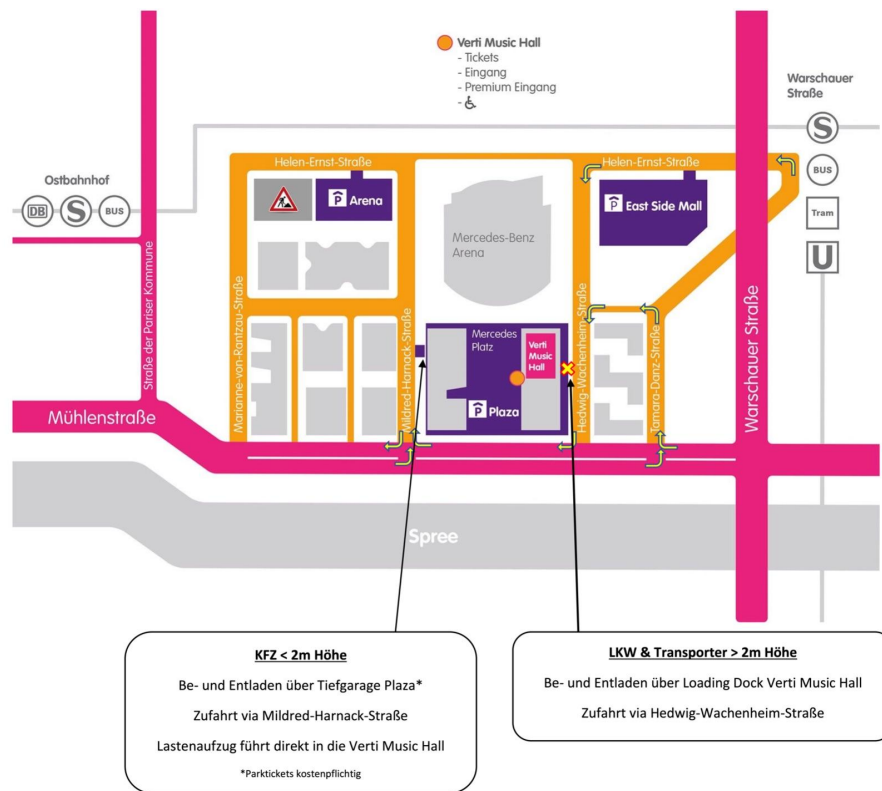 Verti Music Hall
- Tickets
- Eingang
- Premium Eingang
-
Warschauer
Straße
S
BUS
Tram
U
Ostbahnhof
DB
S
BUS
Helen-Ernst-Straße
Helen-Ernst-Straße
P Arena
P East Side Mall
Mercedes-Benz
Arena
Straße der Pariser Kommune
Marianne-von-Rantzau-Straße
Mildred-Harnack-Straße
Mercedes
Platz
Verti
Music
Hall
P Plaza
Hedwig-Wachenheim-Straße
Tamara-Danz-Straße
Warschauer Straße
Mühlenstraße
Spree
KFZ < 2m Höhe
Be- und Entladen über Tiefgarage Plaza*
Zufahrt via Mildred-Harnack-Straße
Lastenaufzug führt direkt in die Verti Music Hall
*Parktickets kostenpflichtig
LKW & Transporter > 2m Höhe
Be- und Entladen über Loading Dock Verti Music Hall
Zufahrt via Hedwig-Wachenheim-Straße